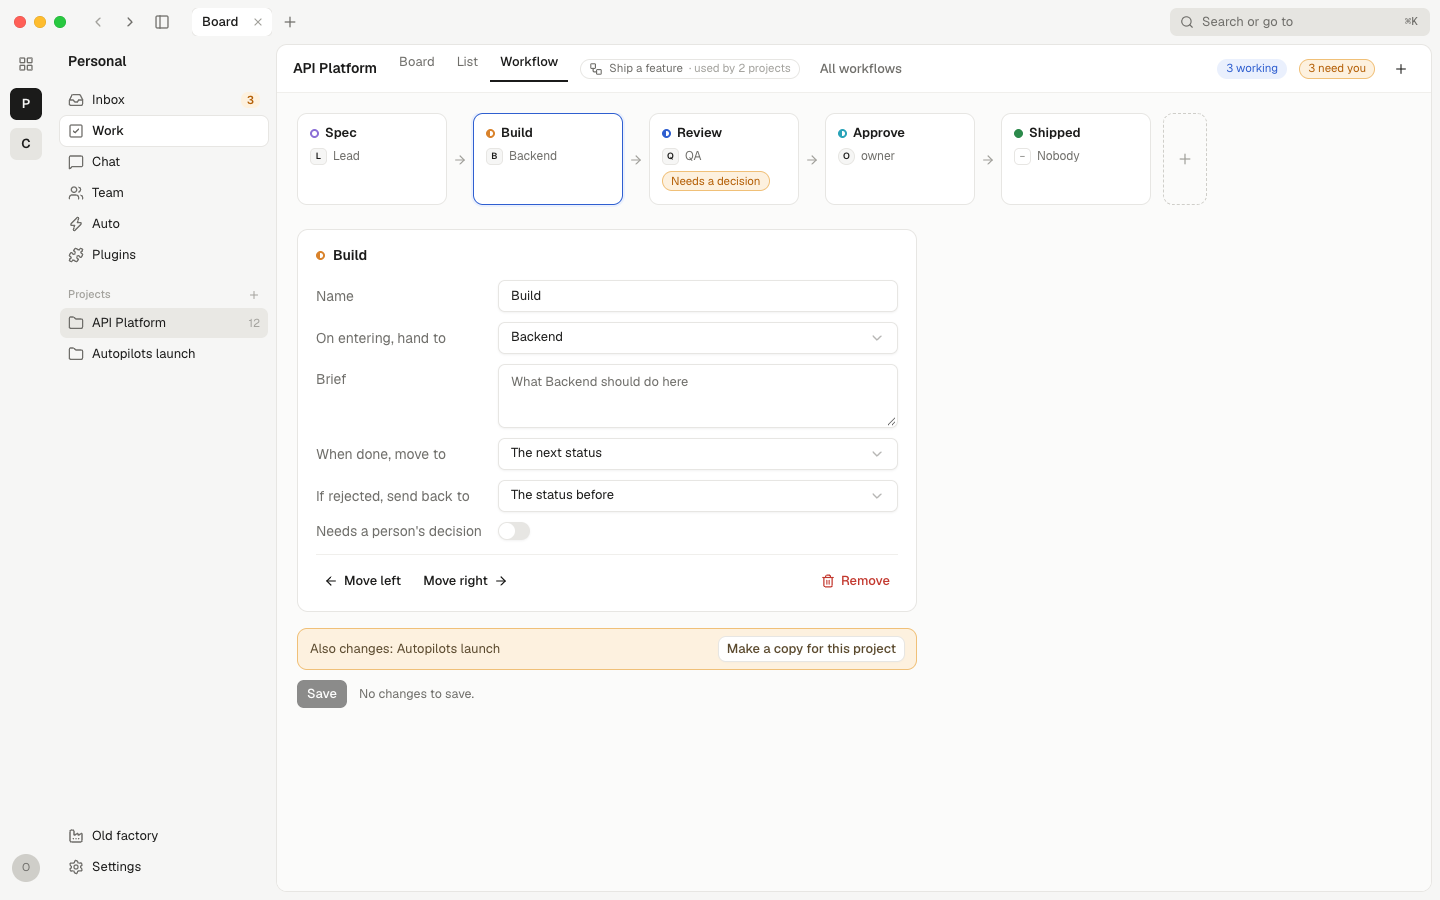 Board
Search or go to
⌘K
Personal
P
C
Inbox
3
Work
Chat
Team
Auto
Plugins
Projects
API Platform
12
Autopilots launch
Old factory
Settings
O
API Platform
Board
List
Workflow
Ship a feature · used by 2 projects
All workflows
3 working
3 need you
Spec
L Lead
Build
B Backend
Review
Q QA
Needs a decision
Approve
O owner
Shipped
– Nobody
Build
Name
Build
On entering, hand to
Backend
Brief
What Backend should do here
When done, move to
The next status
If rejected, send back to
The status before
Needs a person's decision
Move left
Move right
Remove
Also changes: Autopilots launch
Make a copy for this project
Save
No changes to save.